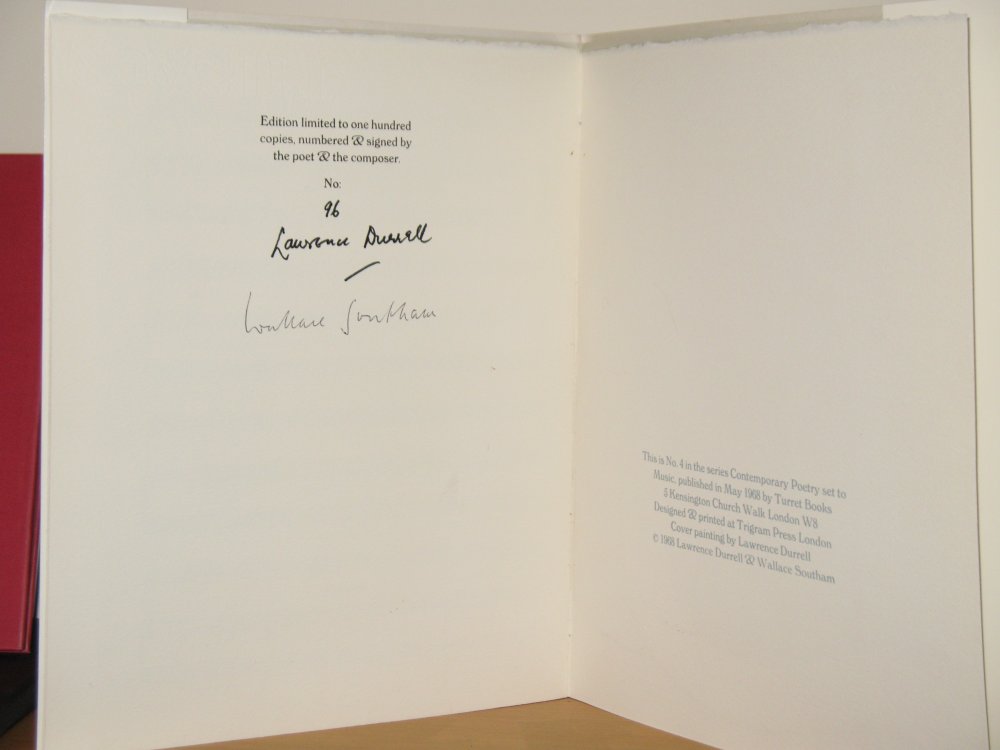 Edition limited to one hundred
copies, numbered & signed by
the poet & the composer.
No:
96
Lawrence Durrell
Wallace Southam
This is No. 4 in the series Contemporary Poetry set to
Music, published in May 1968 by Turret Books
5 Kensington Church Walk London W8
Designed & printed at Trigram Press London
Cover painting by Lawrence Durrell
© 1968 Lawrence Durrell & Wallace Southam